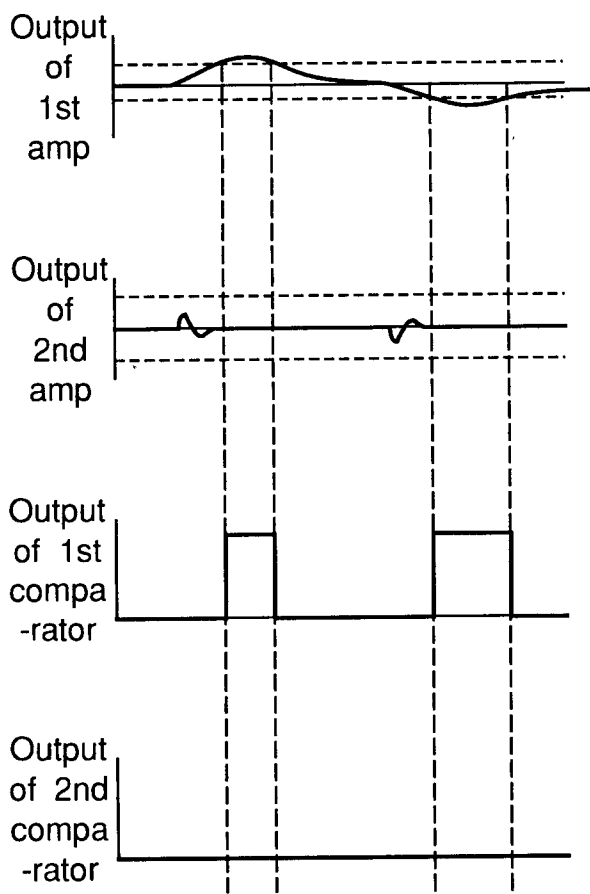 Output
of
1st
amp
Output
of
2nd
amp
Output
of 1st
compa
-rator
Output
of 2nd
compa
-rator